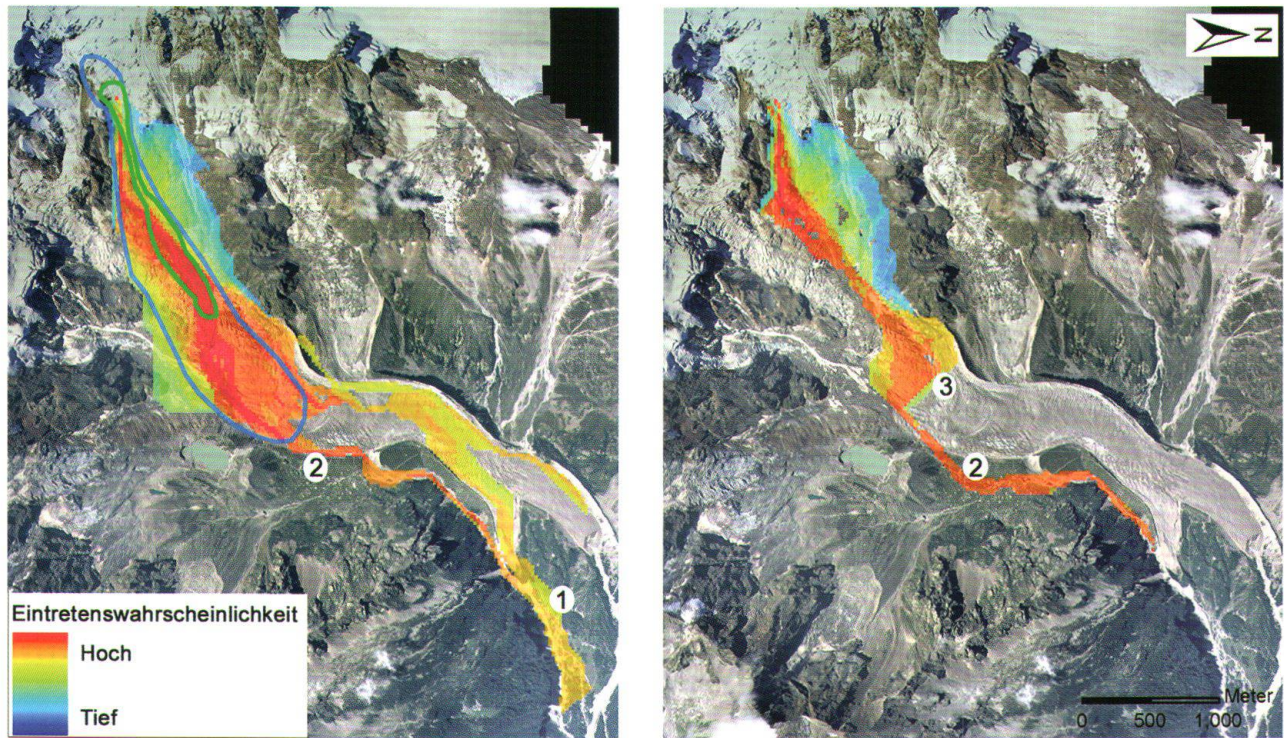 N
2
3
2
1
Eintretenswahrscheinlichkeit
Hoch
Tief
Meter
0 500 1,000